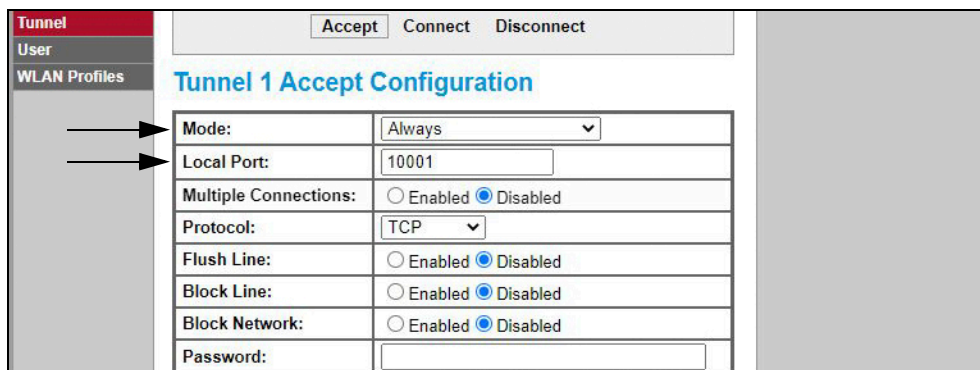 Tunnel
User
WLAN Profiles
Accept Connect Disconnect
Tunnel 1 Accept Configuration
Mode: Always
Local Port: 10001
Multiple Connections: Enabled Disabled
Protocol: TCP
Flush Line: Enabled Disabled
Block Line: Enabled Disabled
Block Network: Enabled Disabled
Password: